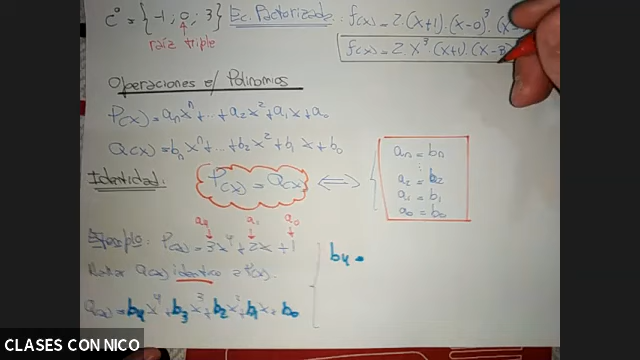 C⁰ = {-1; 0; 3} Ec. Factorizada: f(x) = 2·(x+1)·(x-0)³·(x-
raíz triple
f(x) = 2·x³·(x+1)·(x-3)
Operaciones e/ Polinomios
P(x) = aₙxⁿ+...+a₂x²+a₁x+a₀
Q(x) = bₙxⁿ+...+b₂x²+b₁x+b₀
Identidad: P(x) = Q(x) ⟺
aₙ = bₙ
⋮
a₂ = b₂
a₁ = b₁
a₀ = b₀
a₄ a₁ a₀
Ejemplo: P(x) = 3x⁴+2x+1
Q(x) idéntico a P(x).
Q(x) = b₄x⁴+b₃x³+b₂x²+b₁x+b₀
b₄ =
CLASES CON NICO